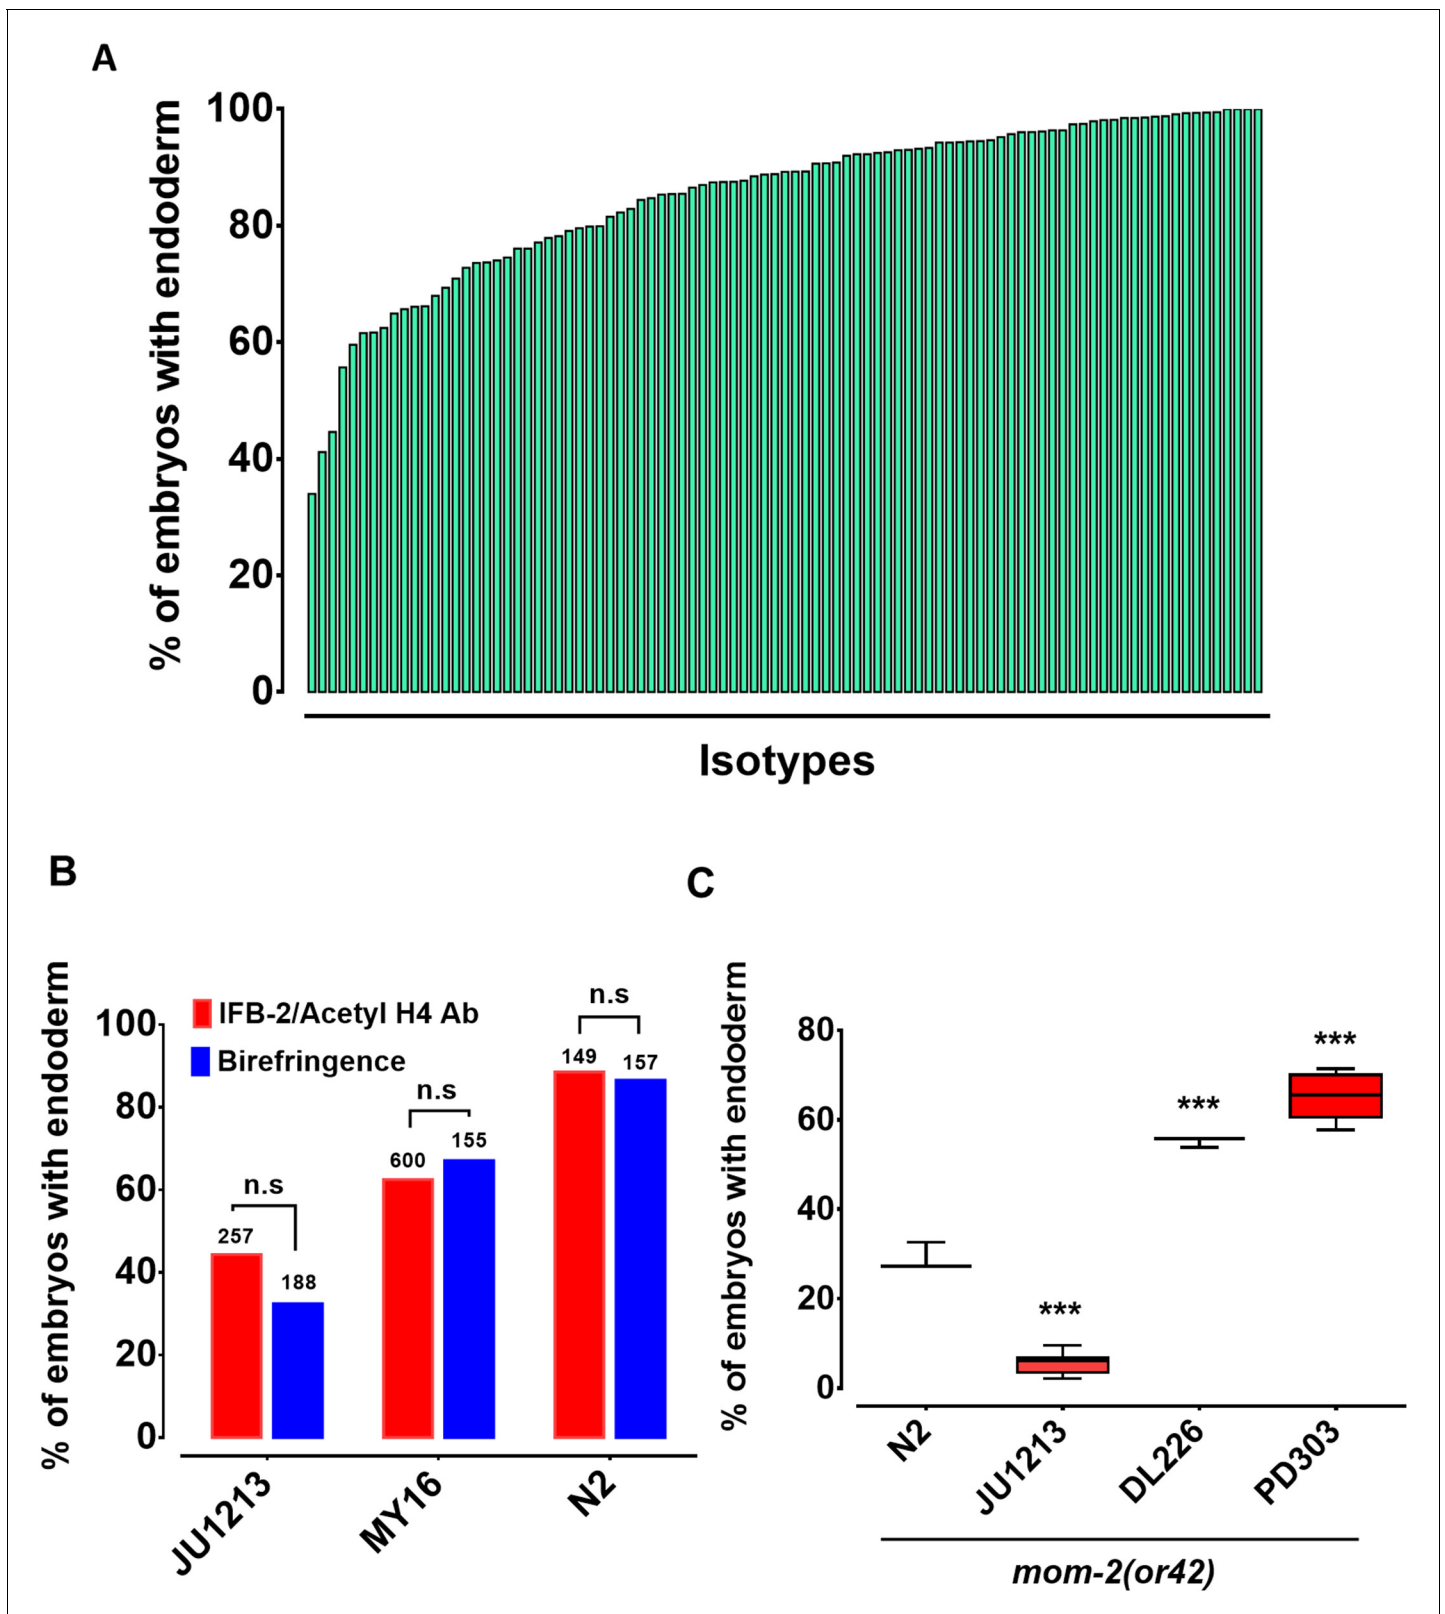 A
% of embryos with endoderm
100
80
60
40
20
0
Isotypes
B
% of embryos with endoderm
IFB-2/Acetyl H4 Ab
Birefringence
100
80
60
40
20
0
n.s
257
188
n.s
600
155
n.s
149
157
JU1213
MY16
N2
C
% of embryos with endoderm
80
60
40
20
0
***
***
***
N2
JU1213
DL226
PD303
mom-2(or42)